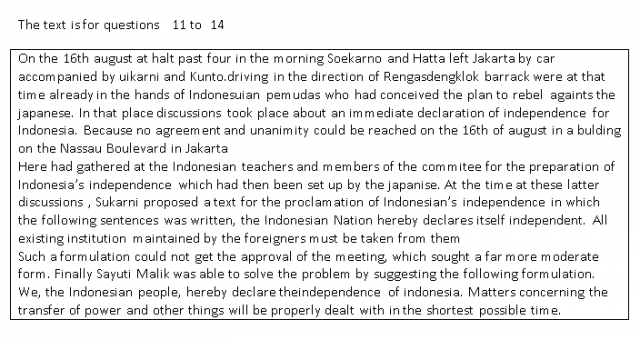 The text is for questions 11 to 14
On the 16th august at halt past four in the morning Soekarno and Hatta left Jakarta by car
accompanied by uikarni and Kunto.driving in the direction of Rengasdengklok barrack were at that
time already in the hands of Indonesuian pemudas who had conceived the plan to rebel againts the
japanese. In that place discussions took place about an immediate declaration of independence for
Indonesia. Because no agreement and unanimity could be reached on the 16th of august in a bulding
on the Nassau Boulevard in Jakarta
Here had gathered at the Indonesian teachers and members of the commitee for the preparation of
Indonesia's independence which had then been set up by the japanise. At the time at these latter
discussions , Sukarni proposed a text for the proclamation of Indonesian's independence in which
the following sentences was written, the Indonesian Nation hereby declares itself independent. All
existing institution maintained by the foreigners must be taken from them
Such a formulation could not get the approval of the meeting, which sought a far more moderate
form. Finally Sayuti Malik was able to solve the problem by suggesting the following formulation.
We, the Indonesian people, hereby declare theindependence of indonesia. Matters concerning the
transfer of power and other things will be properly dealt with in the shortest possible time.